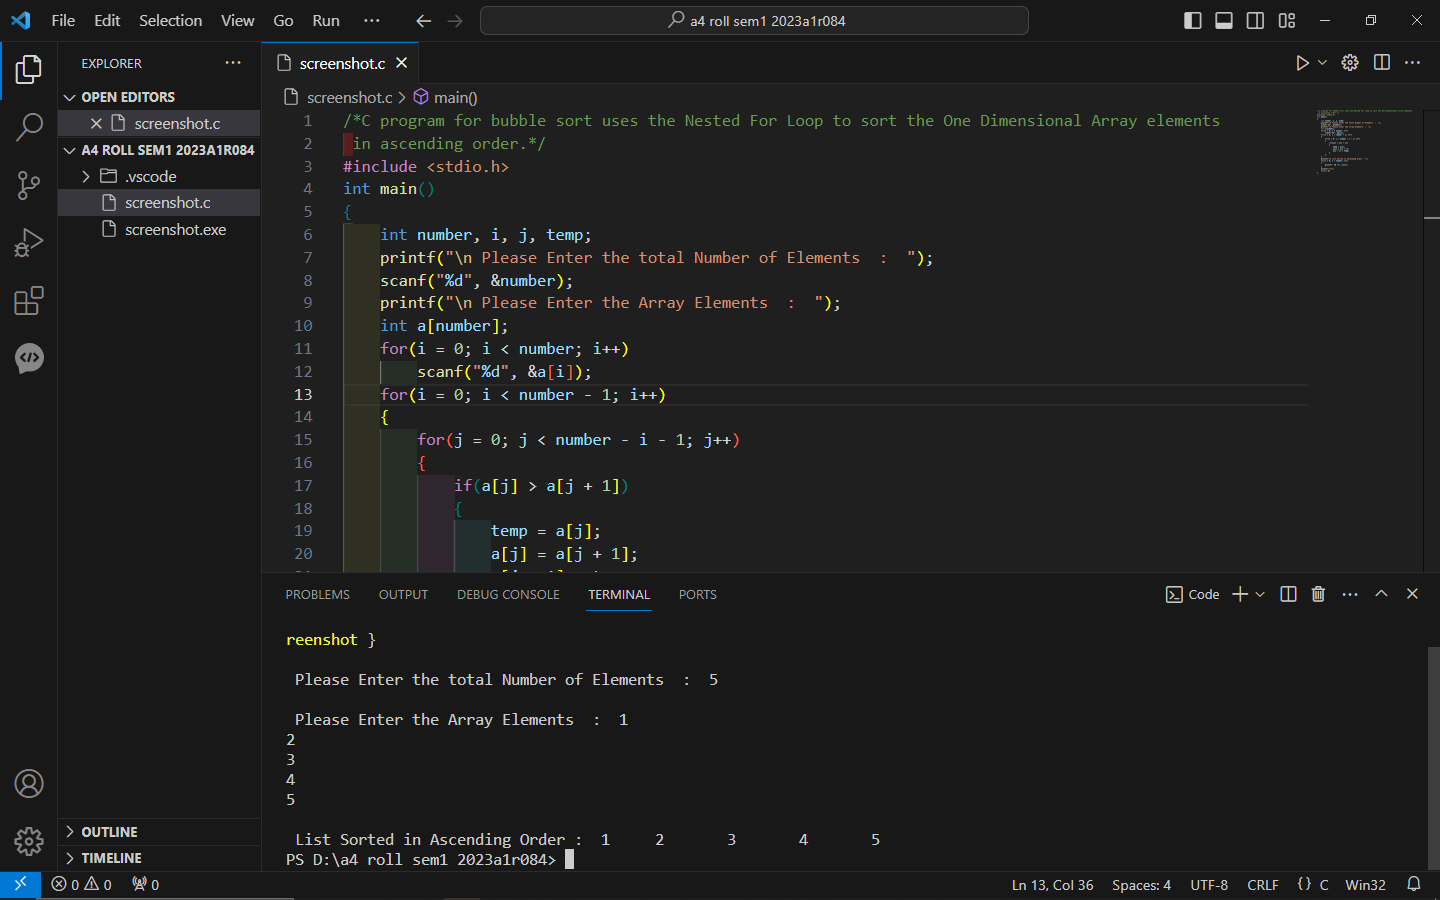 File Edit Selection View Go Run ··· a4 roll sem1 2023a1r084
EXPLORER ···
OPEN EDITORS
screenshot.c
A4 ROLL SEM1 2023A1R084
.vscode
screenshot.c
screenshot.exe
OUTLINE
TIMELINE
screenshot.c
screenshot.c > main()
1 /*C program for bubble sort uses the Nested For Loop to sort the One Dimensional Array elements
2 in ascending order.*/
3 #include <stdio.h>
4 int main()
5 {
6 int number, i, j, temp;
7 printf("\n Please Enter the total Number of Elements  :  ");
8 scanf("%d", &number);
9 printf("\n Please Enter the Array Elements  :  ");
10 int a[number];
11 for(i = 0; i < number; i++)
12 scanf("%d", &a[i]);
13 for(i = 0; i < number - 1; i++)
14 {
15 for(j = 0; j < number - i - 1; j++)
16 {
17 if(a[j] > a[j + 1])
18 {
19 temp = a[j];
20 a[j] = a[j + 1];
PROBLEMS OUTPUT DEBUG CONSOLE TERMINAL PORTS Code
reenshot }
Please Enter the total Number of Elements  :  5
Please Enter the Array Elements  :  1
2
3
4
5
List Sorted in Ascending Order :  1 2 3 4 5
PS D:\a4 roll sem1 2023a1r084>
0 0 0 Ln 13, Col 36 Spaces: 4 UTF-8 CRLF {} C Win32